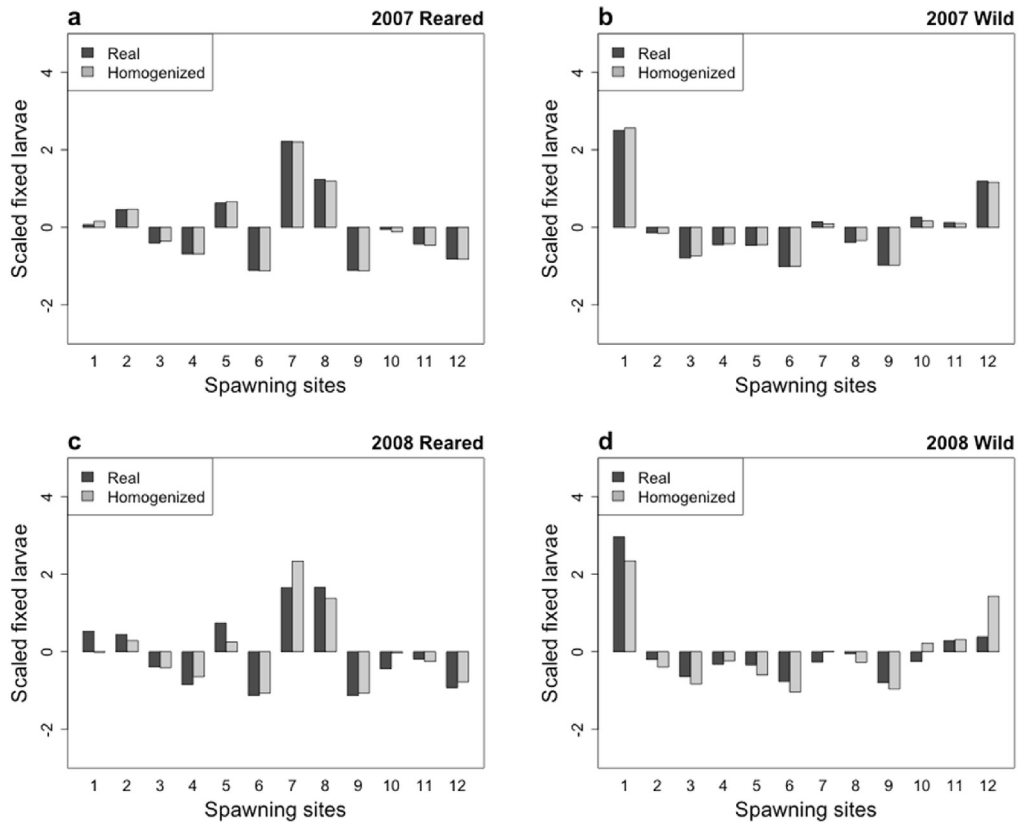 a 2007 Reared
Real
Homogenized
Scaled fixed larvae
4
2
0
-2
1 2 3 4 5 6 7 8 9 10 11 12
Spawning sites
b 2007 Wild
Real
Homogenized
Scaled fixed larvae
4
2
0
-2
1 2 3 4 5 6 7 8 9 10 11 12
Spawning sites
c 2008 Reared
Real
Homogenized
Scaled fixed larvae
4
2
0
-2
1 2 3 4 5 6 7 8 9 10 11 12
Spawning sites
d 2008 Wild
Real
Homogenized
Scaled fixed larvae
4
2
0
-2
1 2 3 4 5 6 7 8 9 10 11 12
Spawning sites